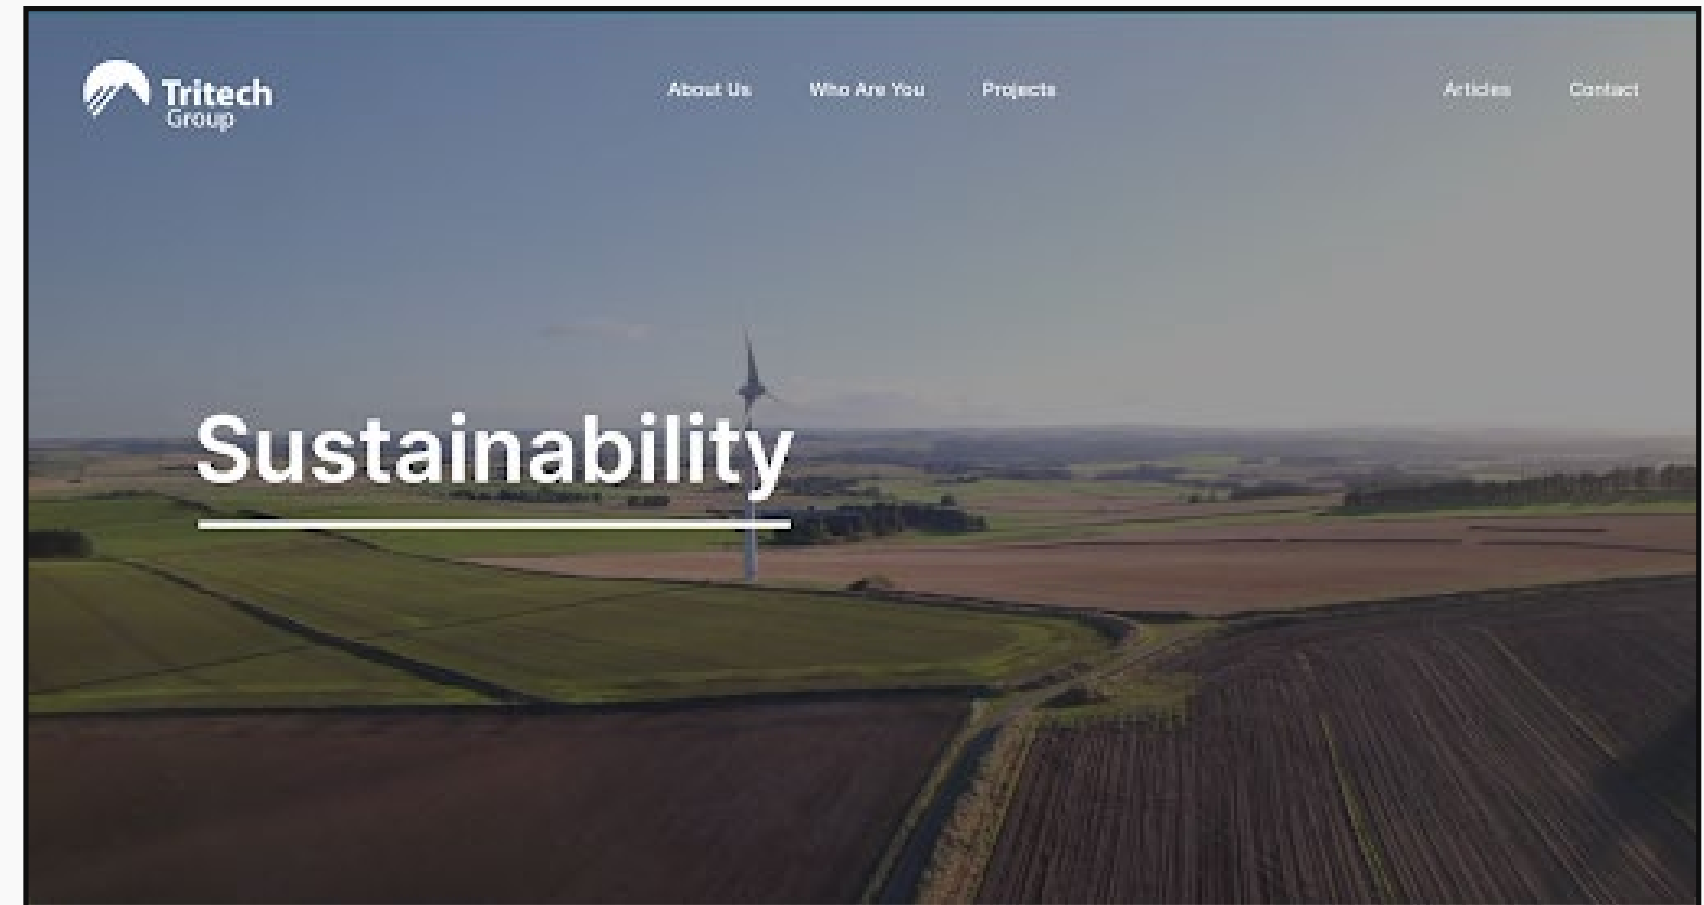 Tritech
Group
About Us
Who Are You
Projects
Articles
Contact
Sustainability